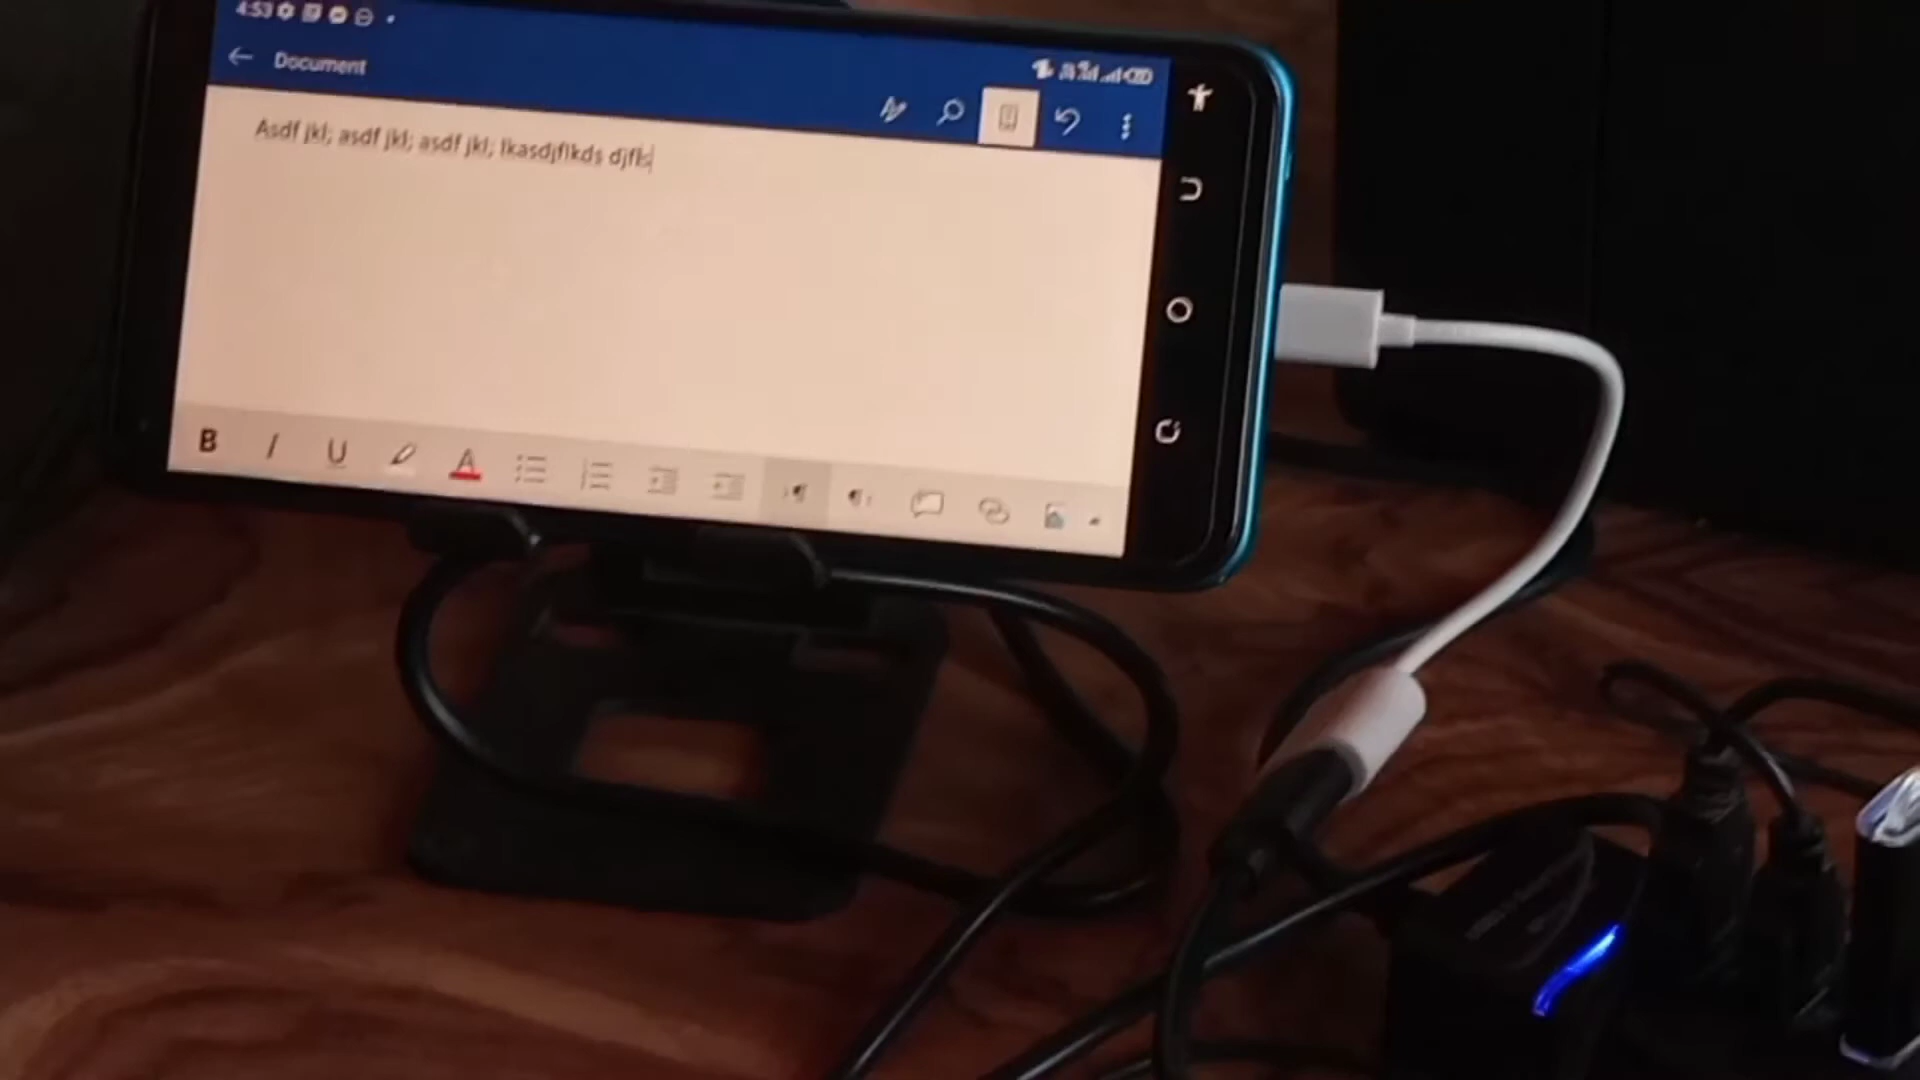 4:53
Document
Asdf jkl; asdf jkl; asdf jkl; lkasdjflkds djfls
B I U A